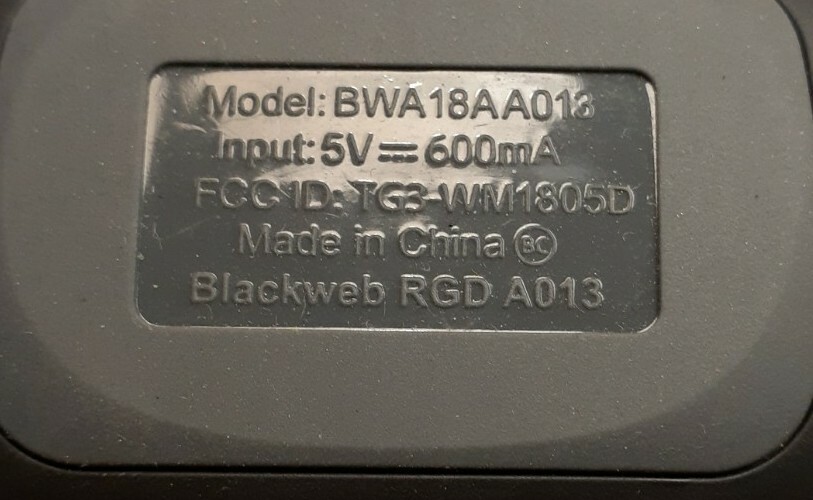 Model: BWA18AA013
Input: 5V⎓600mA
FCC ID: TG3-WM1805D
Made in China BC
Blackweb RGD A013